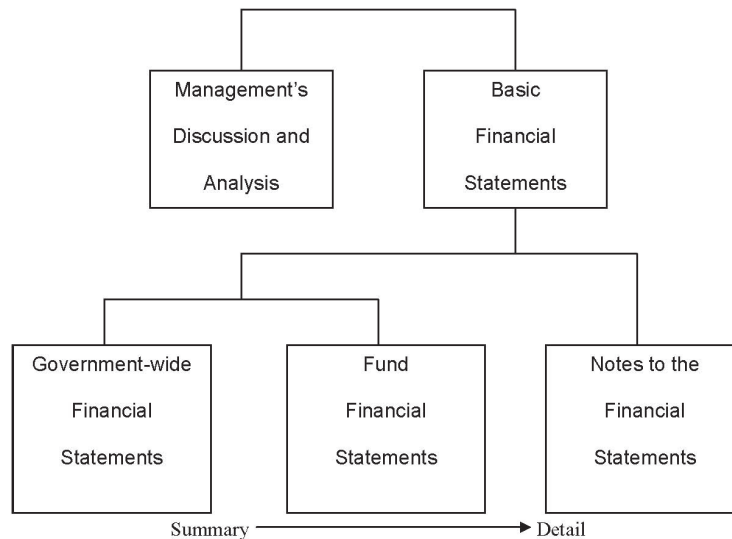 Management's
Discussion and
Analysis
Basic
Financial
Statements
Government-wide
Financial
Statements
Fund
Financial
Statements
Notes to the
Financial
Statements
Summary
Detail